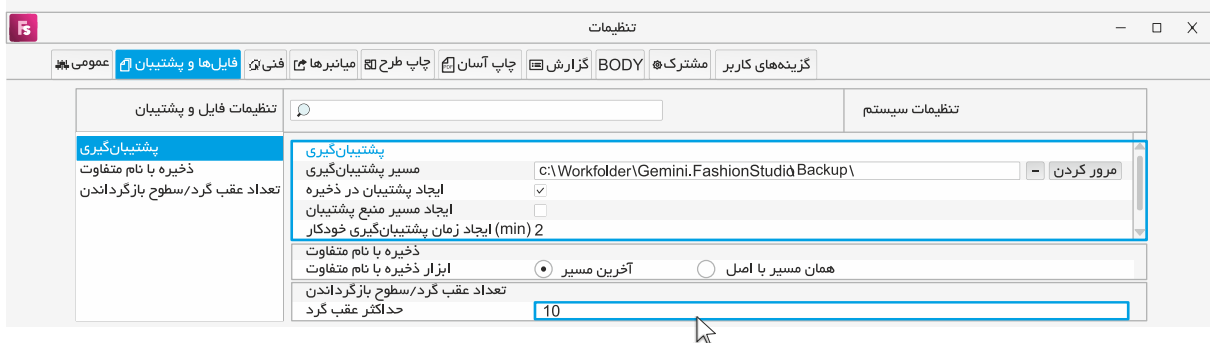 Fs
تنظیمات
عمومی فایل‌ها و پشتیبان فنی میانبرها چاپ طرح چاپ آسان گزارش BODY مشترک گزینه‌های کاربر
تنظیمات فایل و پشتیبان
تنظیمات سیستم
پشتیبان‌گیری
ذخیره با نام متفاوت
تعداد عقب گرد/سطوح بازگرداندن
پشتیبان‌گیری
مسیر پشتیبان‌گیری c:\Workfolder\Gemini.FashionStudio\Backup\ – مرور کردن
ایجاد پشتیبان در ذخیره
ایجاد مسیر منبع پشتیبان
ایجاد زمان پشتیبان‌گیری خودکار (min) 2
ذخیره با نام متفاوت
ابزار ذخیره با نام متفاوت آخرین مسیر همان مسیر با اصل
تعداد عقب گرد/سطوح بازگرداندن
حداکثر عقب گرد 10